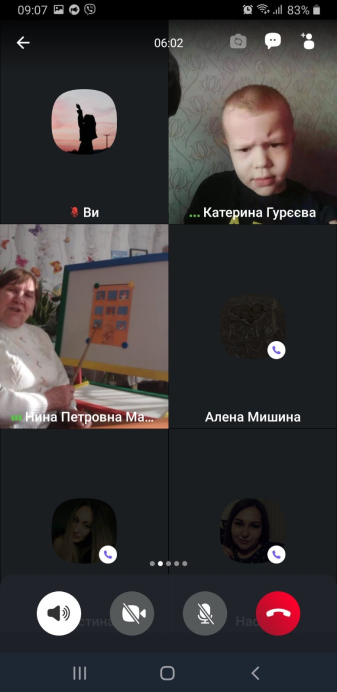 09:07
83%
06:02
Ви
Катерина Гурєєва
Нина Петровна Ма...
Алена Мишина